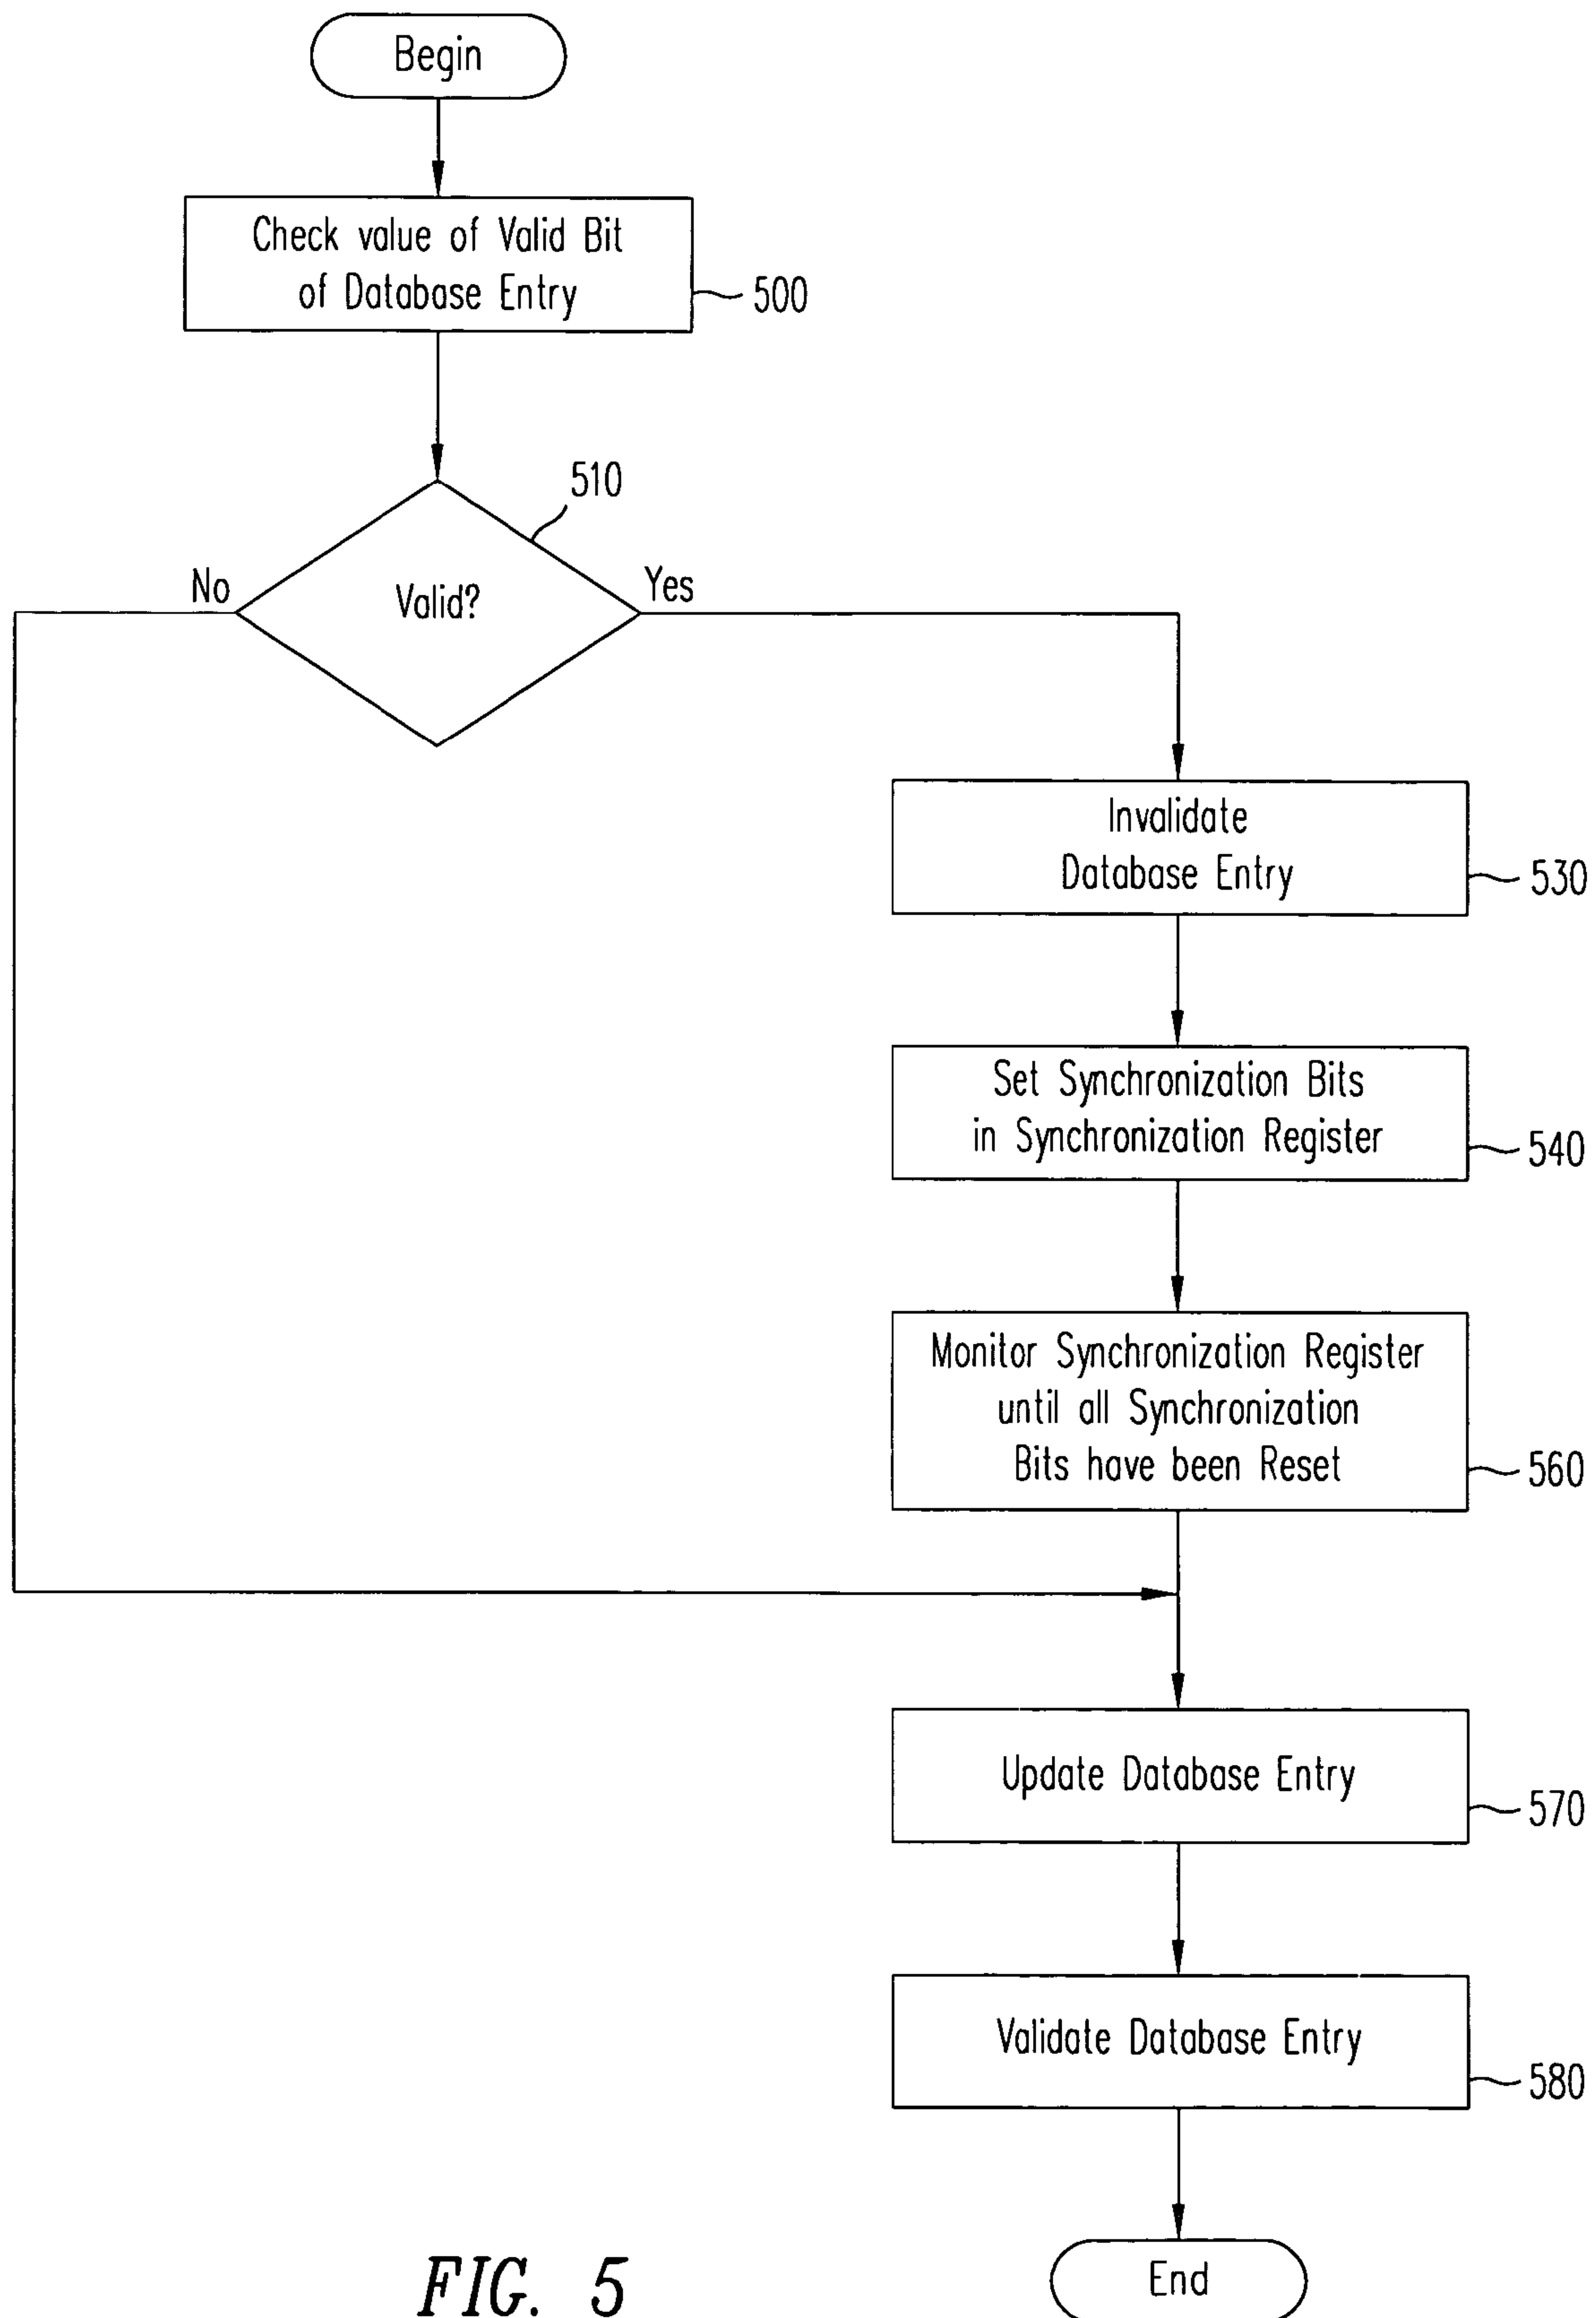 Begin
Check value of Valid Bit
of Database Entry
500
510
No
Valid?
Yes
Invalidate
Database Entry
530
Set Synchronization Bits
in Synchronization Register
540
Monitor Synchronization Register
until all Synchronization
Bits have been Reset
560
Update Database Entry
570
Validate Database Entry
580
End
FIG. 5